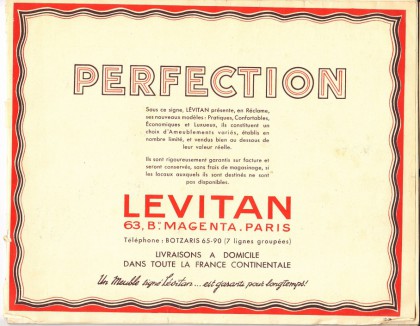 PERFECTION
Sous ce signe, LÉVITAN présente, en Réclame,
ses nouveaux modèles : Pratiques, Confortables,
Économiques et Luxueux, ils constituent un
choix d'Ameublements variés, établis en
nombre limité, et vendus bien au dessous de
leur valeur réelle.
Ils sont rigoureusement garantis sur facture et
seront conservés, sans frais de magasinage, si
les locaux auxquels ils sont destinés ne sont
pas disponibles.
LEVITAN
63, Bᴰ. MAGENTA. PARIS
Téléphone : BOTZARIS 65-90 (7 lignes groupées)
LIVRAISONS A DOMICILE
DANS TOUTE LA FRANCE CONTINENTALE
Un Meuble signé Lévitan... est garanti pour longtemps!